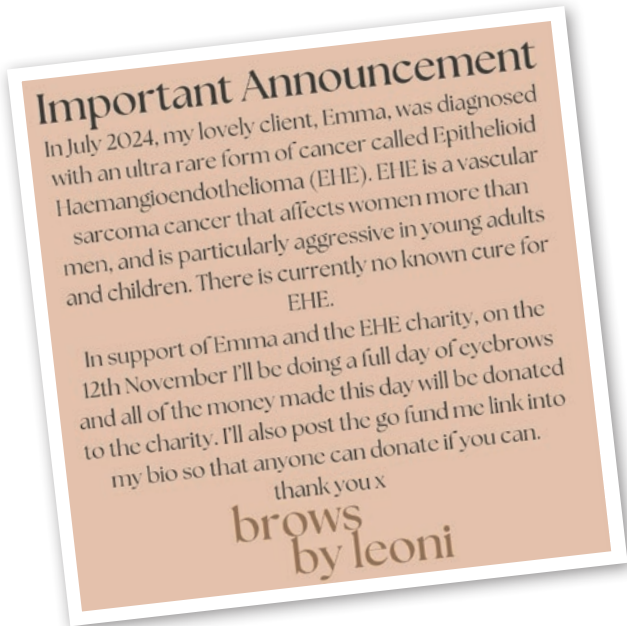 Important Announcement
In July 2024, my lovely client, Emma, was diagnosed
with an ultra rare form of cancer called Epithelioid
Haemangioendothelioma (EHE). EHE is a vascular
sarcoma cancer that affects women more than
men, and is particularly aggressive in young adults
and children. There is currently no known cure for
EHE.
In support of Emma and the EHE charity, on the
12th November I'll be doing a full day of eyebrows
and all of the money made this day will be donated
to the charity. I'll also post the go fund me link into
my bio so that anyone can donate if you can.
thank you x
brows
by leoni